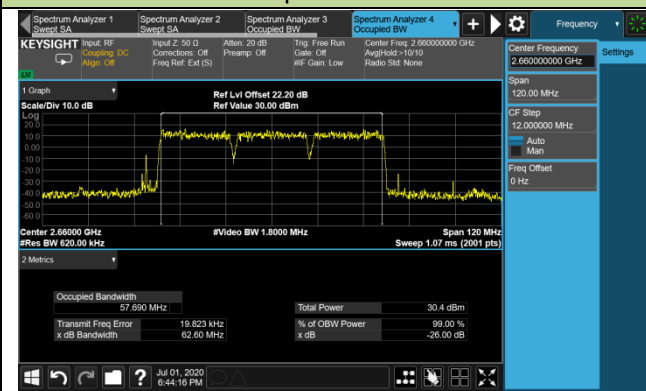 Spectrum Analyzer 1
Swept SA
Spectrum Analyzer 2
Swept SA
Spectrum Analyzer 3
Occupied BW
Spectrum Analyzer 4
Occupied BW
Frequency
KEYSIGHT
Input: RF
Coupling: DC
Align: Off
Input Z: 50 Ω
Corrections: Off
Freq Ref: Ext (S)
Atten: 20 dB
Preamp: Off
Trig: Free Run
Gate: Off
#IF Gain: Low
Center Freq: 2.660000000 GHz
Avg|Hold:>10/10
Radio Std: None
LW
Center Frequency
2.660000000 GHz
Settings
Span
120.00 MHz
CF Step
12.000000 MHz
Auto
Man
Freq Offset
0 Hz
1 Graph
Scale/Div 10.0 dB
Ref Lvl Offset 22.20 dB
Ref Value 30.00 dBm
Log
20.0
10.0
0.00
-10.0
-20.0
-30.0
-40.0
-50.0
-60.0
Center 2.66000 GHz
#Res BW 620.00 kHz
#Video BW 1.8000 MHz
Span 120 MHz
Sweep 1.07 ms (2001 pts)
2 Metrics
Occupied Bandwidth
57.690 MHz
Total Power
30.4 dBm
Transmit Freq Error
19.823 kHz
% of OBW Power
99.00 %
x dB Bandwidth
62.60 MHz
x dB
-26.00 dB
?
Jul 01, 2020
6:44:16 PM